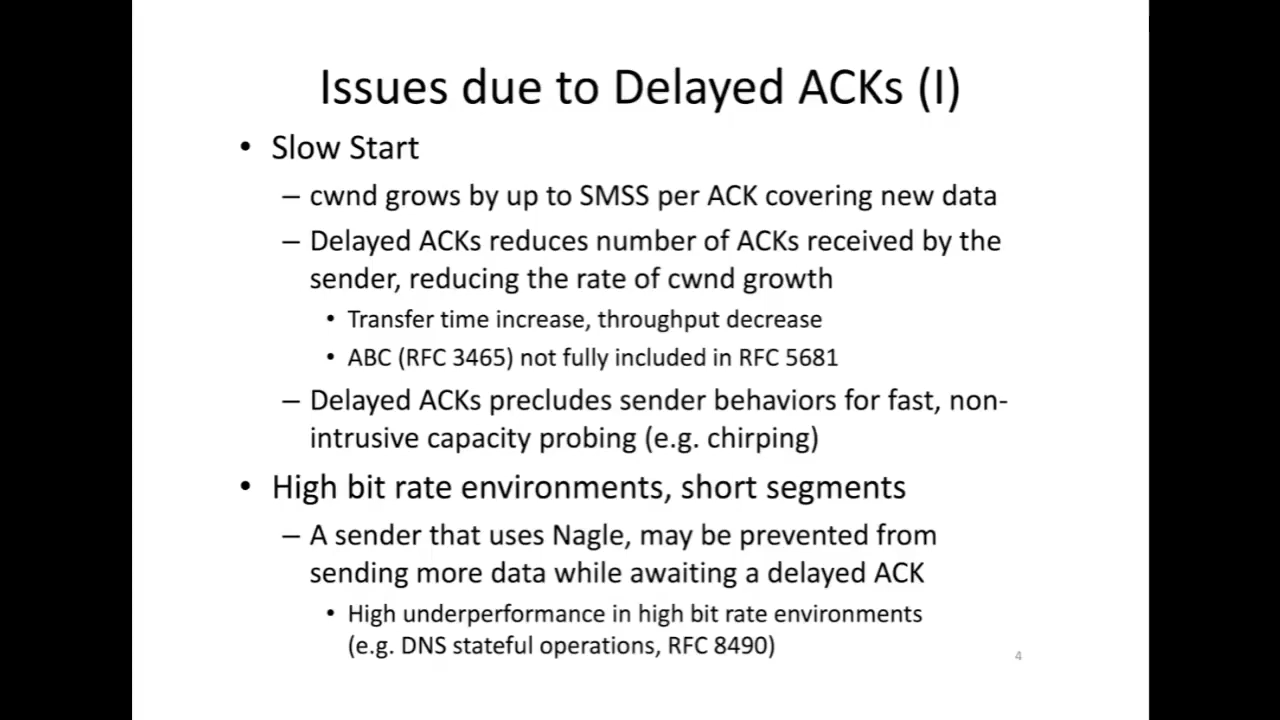 Issues due to Delayed ACKs (I)
• Slow Start
– cwnd grows by up to SMSS per ACK covering new data
– Delayed ACKs reduces number of ACKs received by the
sender, reducing the rate of cwnd growth
• Transfer time increase, throughput decrease
• ABC (RFC 3465) not fully included in RFC 5681
– Delayed ACKs precludes sender behaviors for fast, non-
intrusive capacity probing (e.g. chirping)
• High bit rate environments, short segments
– A sender that uses Nagle, may be prevented from
sending more data while awaiting a delayed ACK
• High underperformance in high bit rate environments
(e.g. DNS stateful operations, RFC 8490)
4